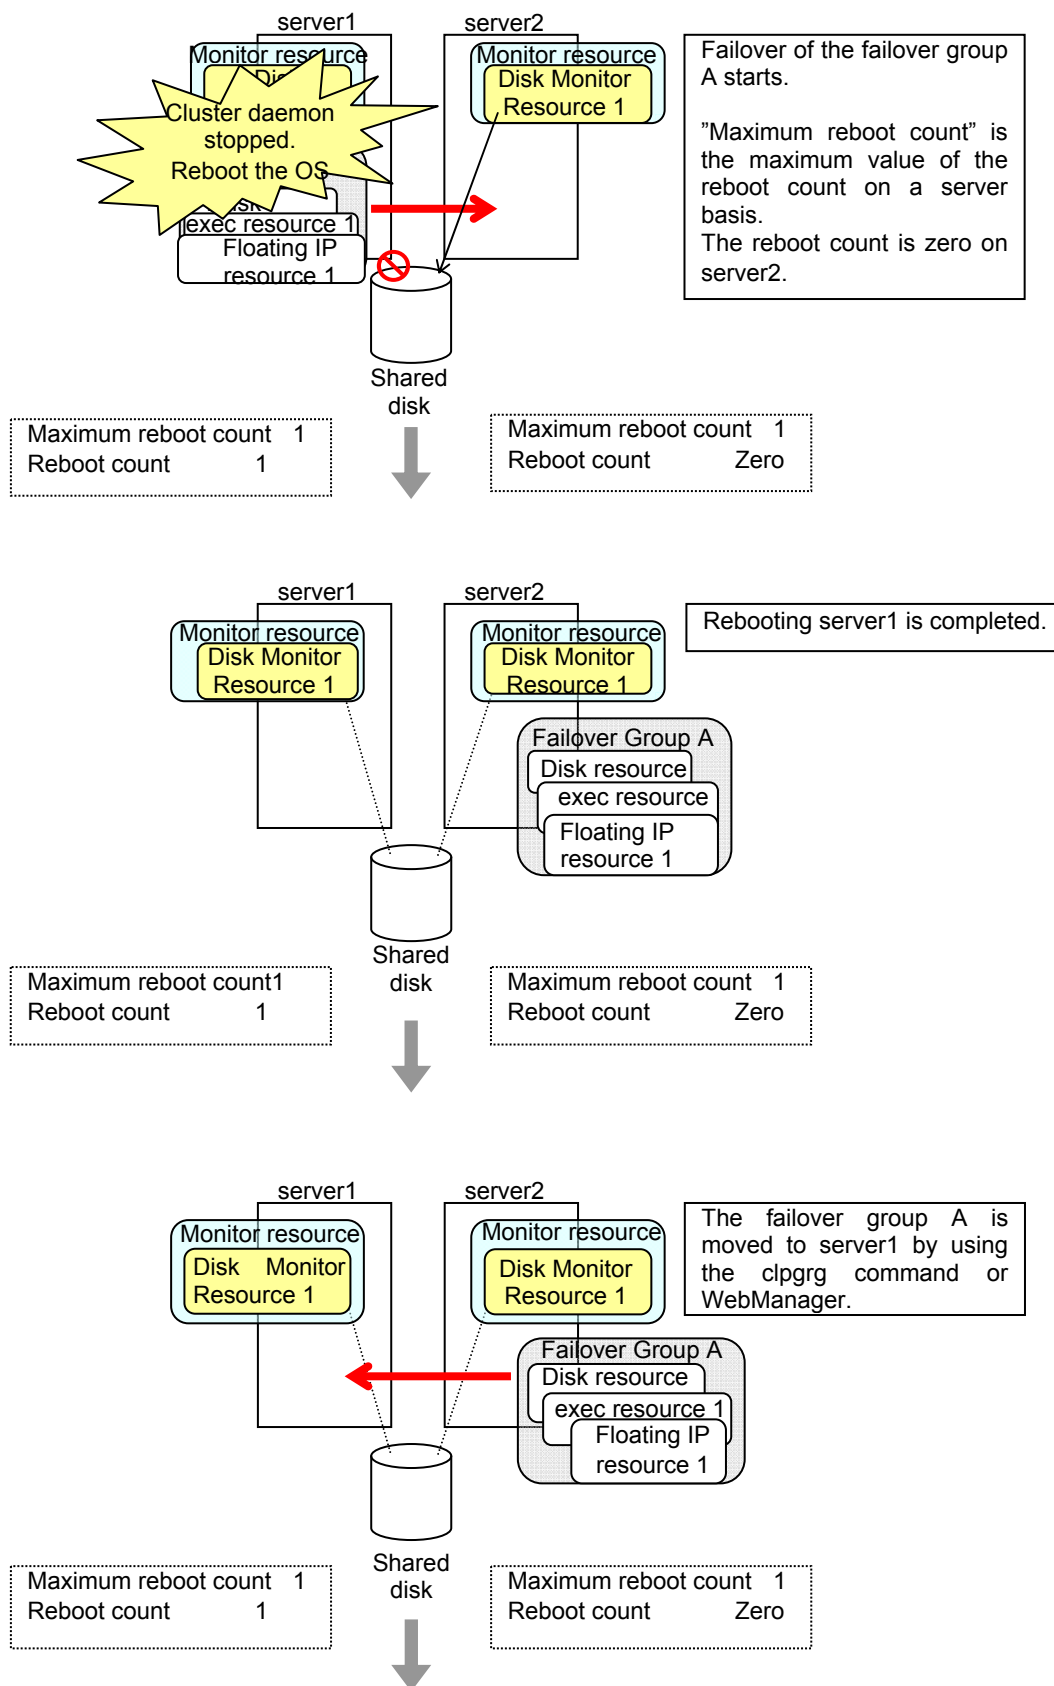 server1
server2
Monitor resource
Monitor resource
Disk Monitor
Resource 1
Cluster daemon
stopped.
Reboot the OS
exec resource 1
Floating IP
resource 1
Failover of the failover group
A starts.
”Maximum reboot count” is
the maximum value of the
reboot count on a server
basis.
The reboot count is zero on
server2.
Shared
disk
Maximum reboot count 1
Reboot count 1
Maximum reboot count 1
Reboot count Zero
server1
server2
Monitor resource
Disk Monitor
Resource 1
Monitor resource
Disk Monitor
Resource 1
Rebooting server1 is completed.
Failover Group A
Disk resource
exec resource
Floating IP
resource 1
Shared
disk
Maximum reboot count1
Reboot count 1
Maximum reboot count 1
Reboot count Zero
server1
server2
Monitor resource
Disk Monitor
Resource 1
Monitor resource
Disk Monitor
Resource 1
The failover group A is
moved to server1 by using
the clpgrg command or
WebManager.
Failover Group A
Disk resource
exec resource 1
Floating IP
resource 1
Shared
disk
Maximum reboot count 1
Reboot count 1
Maximum reboot count 1
Reboot count Zero